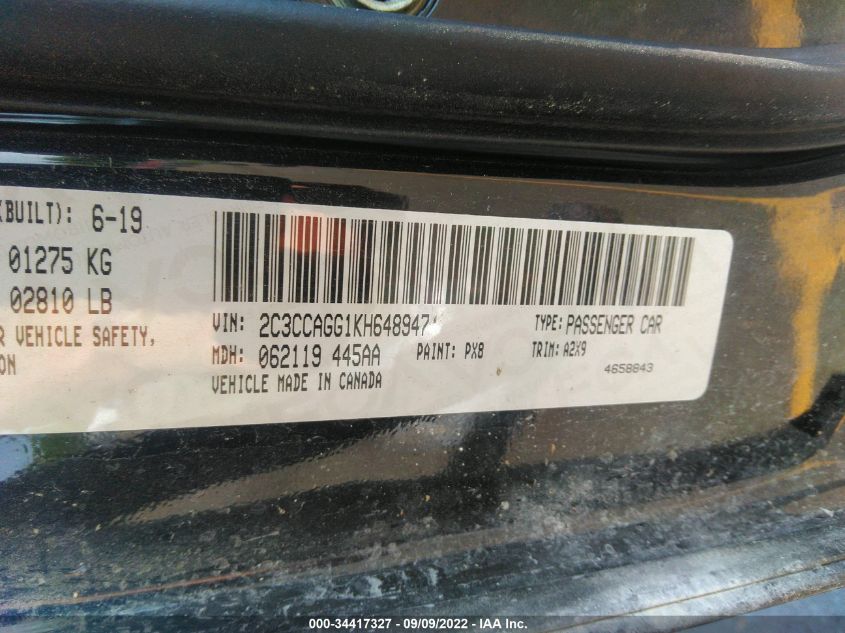 (BUILT): 6-19
01275 KG
02810 LB
VEHICLE SAFETY,
ON
VIN: 2C3CCAGG1KH648947
TYPE: PASSENGER CAR
MDH: 062119 445AA PAINT: PX8 TRIM: A2X9
VEHICLE MADE IN CANADA
4658843
000-34417327 - 09/09/2022 - IAA Inc.